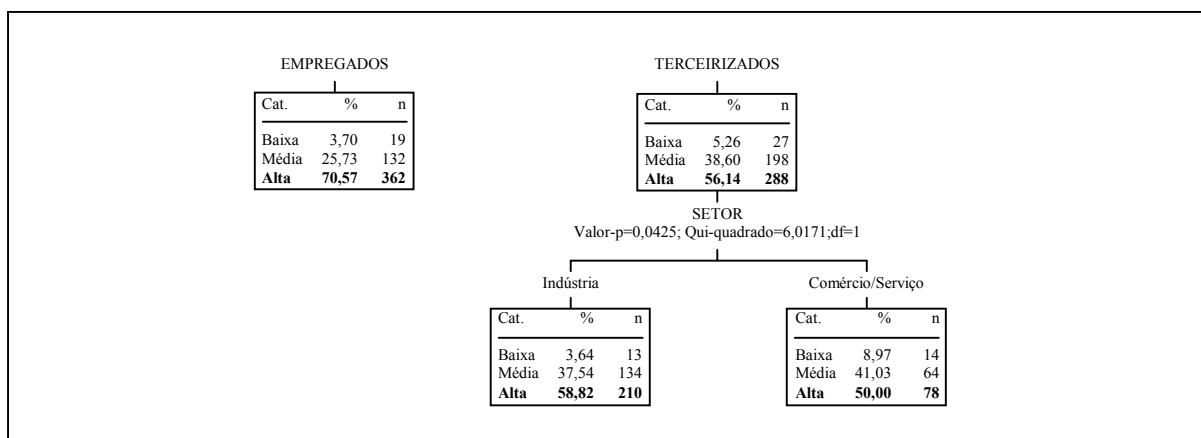 EMPREGADOS
Cat. % n
Baixa 3,70 19
Média 25,73 132
Alta 70,57 362
TERCEIRIZADOS
Cat. % n
Baixa 5,26 27
Média 38,60 198
Alta 56,14 288
SETOR
Valor-p=0,0425; Qui-quadrado=6,0171;df=1
Indústria
Cat. % n
Baixa 3,64 13
Média 37,54 134
Alta 58,82 210
Comércio/Serviço
Cat. % n
Baixa 8,97 14
Média 41,03 64
Alta 50,00 78